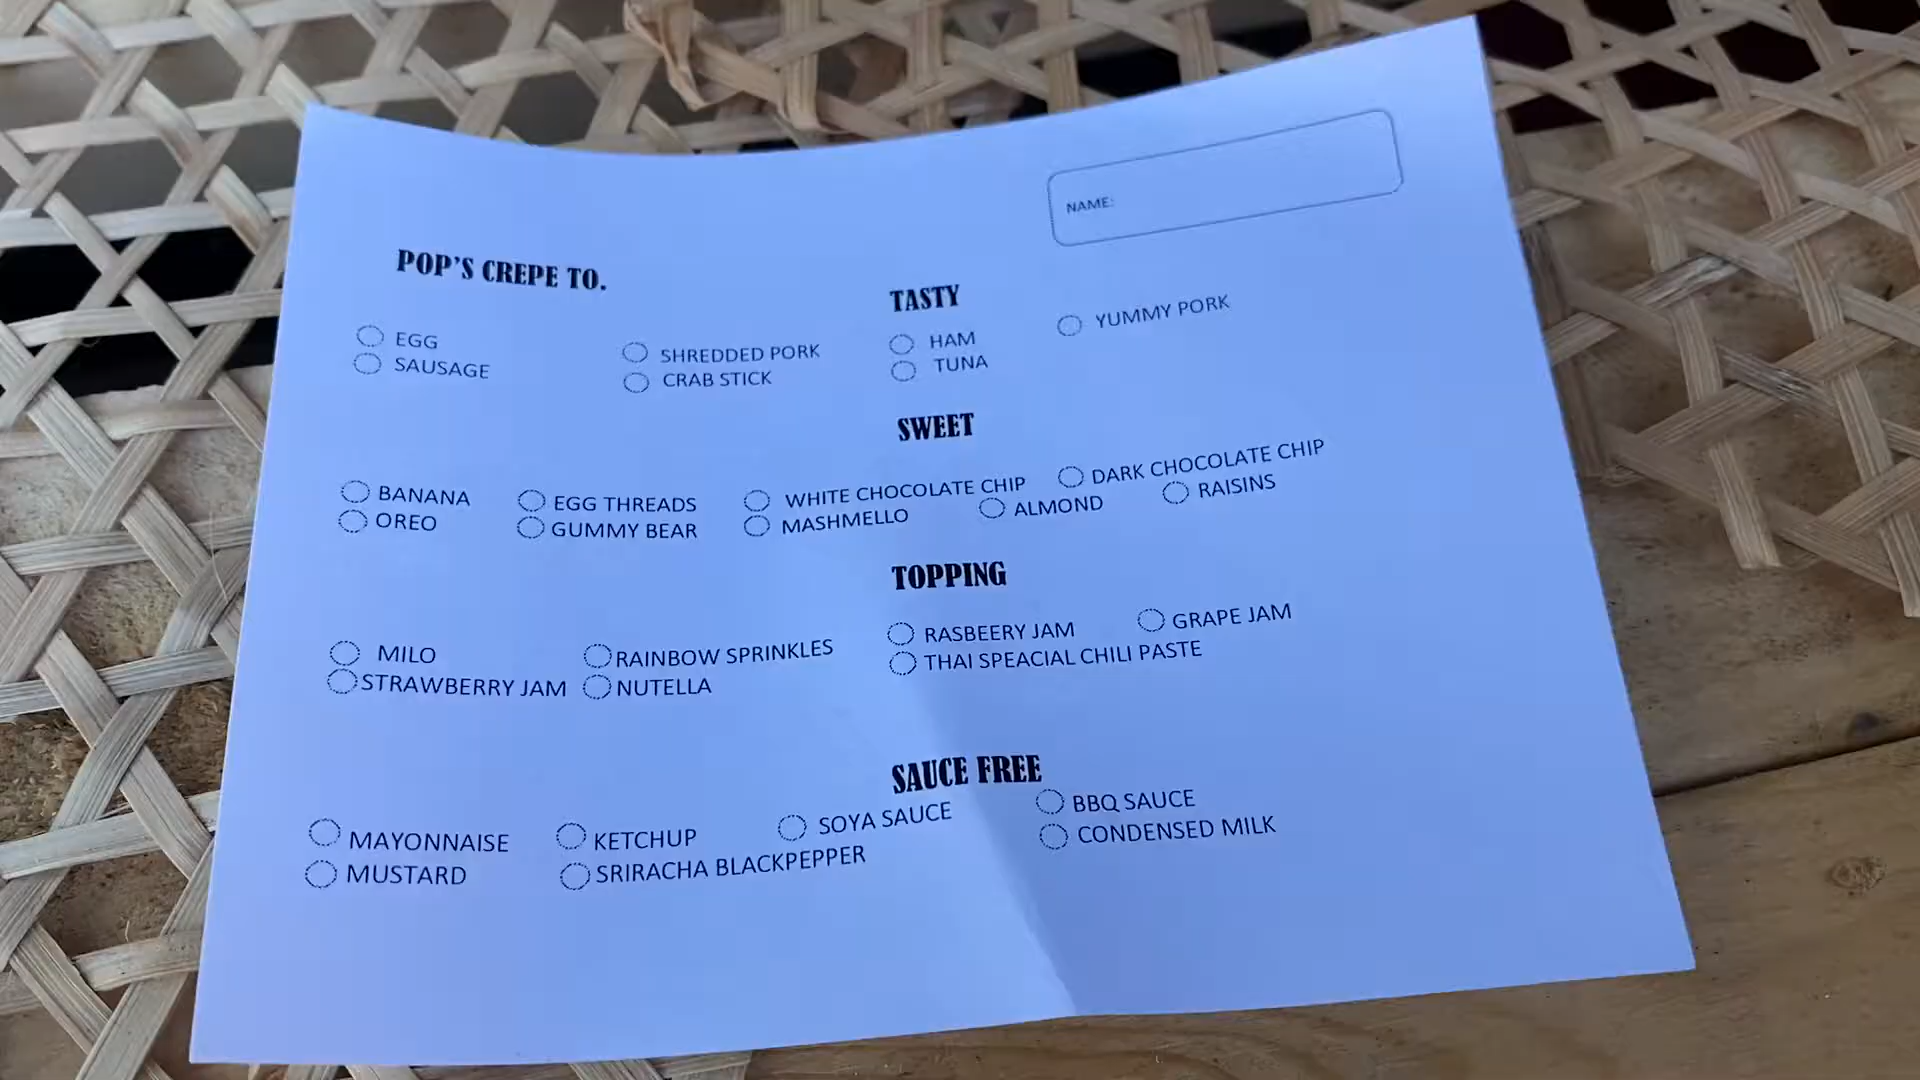 NAME:
POP'S CREPE TO.
TASTY
EGG SHREDDED PORK HAM YUMMY PORK
SAUSAGE CRAB STICK TUNA
SWEET
BANANA EGG THREADS WHITE CHOCOLATE CHIP DARK CHOCOLATE CHIP
OREO GUMMY BEAR MASHMELLO ALMOND RAISINS
TOPPING
MILO RAINBOW SPRINKLES RASBEERY JAM GRAPE JAM
STRAWBERRY JAM NUTELLA THAI SPEACIAL CHILI PASTE
SAUCE FREE
MAYONNAISE KETCHUP SOYA SAUCE BBQ SAUCE
MUSTARD SRIRACHA BLACKPEPPER CONDENSED MILK